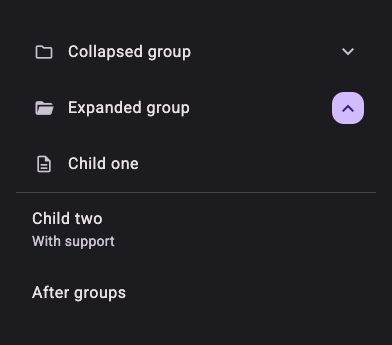 Collapsed group
Expanded group
Child one
Child two
With support
After groups